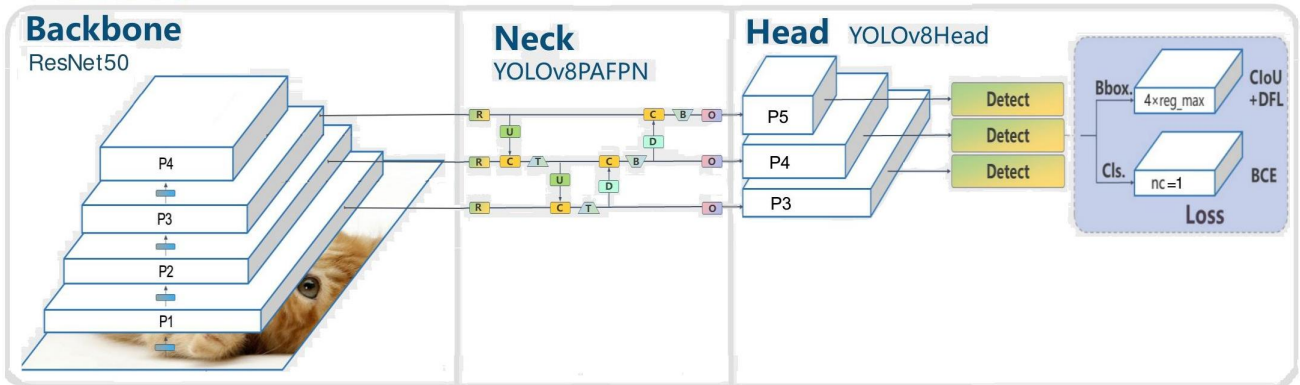 Backbone
ResNet50
P4
P3
P2
P1
Neck
YOLOv8PAFPN
R
C
B
O
U
D
R
C
T
C
B
O
U
D
R
C
T
O
Head
YOLOv8Head
P5
P4
P3
Detect
Detect
Detect
Bbox.
4×reg_max
CIoU
+DFL
Cls.
nc=1
BCE
Loss